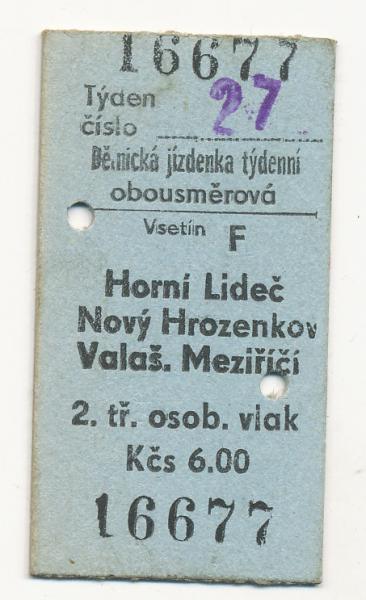 16677
Týden
číslo 27
Dělnická jízdenka týdenní
obousměrová
Vsetín F
Horní Lideč
Nový Hrozenkov
Valaš. Meziříčí
2. tř. osob. vlak
Kčs 6.00
16677